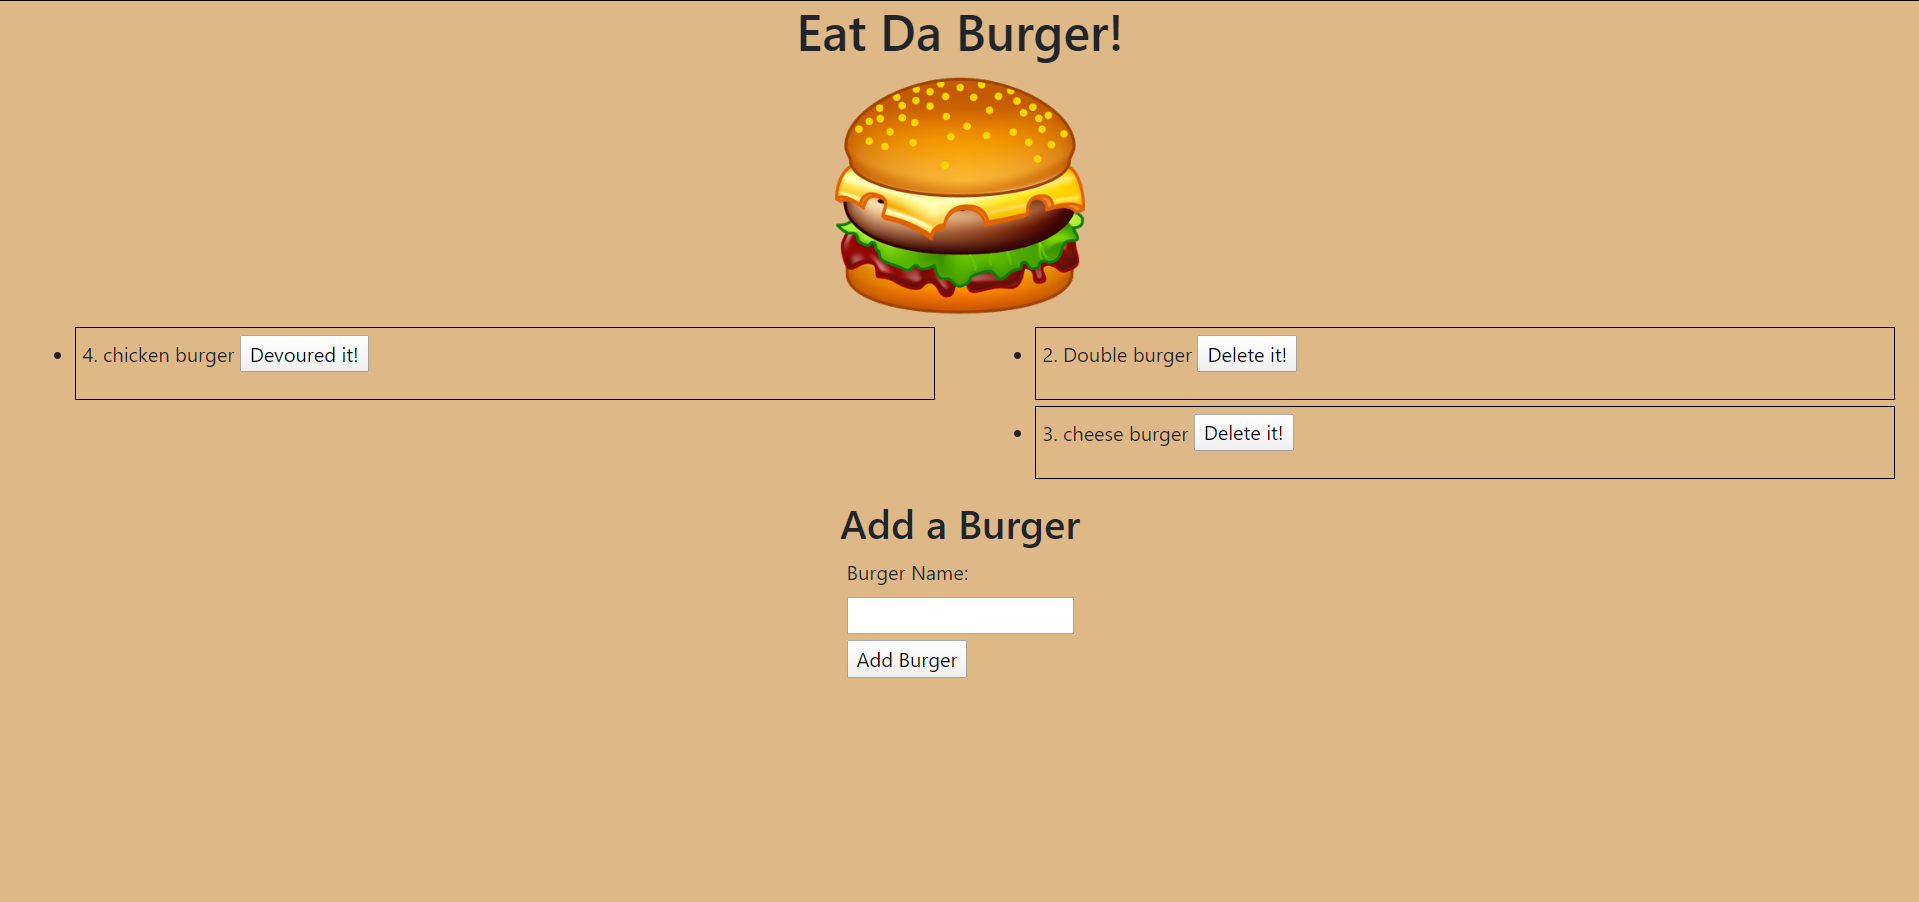 Eat Da Burger!
4. chicken burger Devoured it!
2. Double burger Delete it!
3. cheese burger Delete it!
Add a Burger
Burger Name:
Add Burger